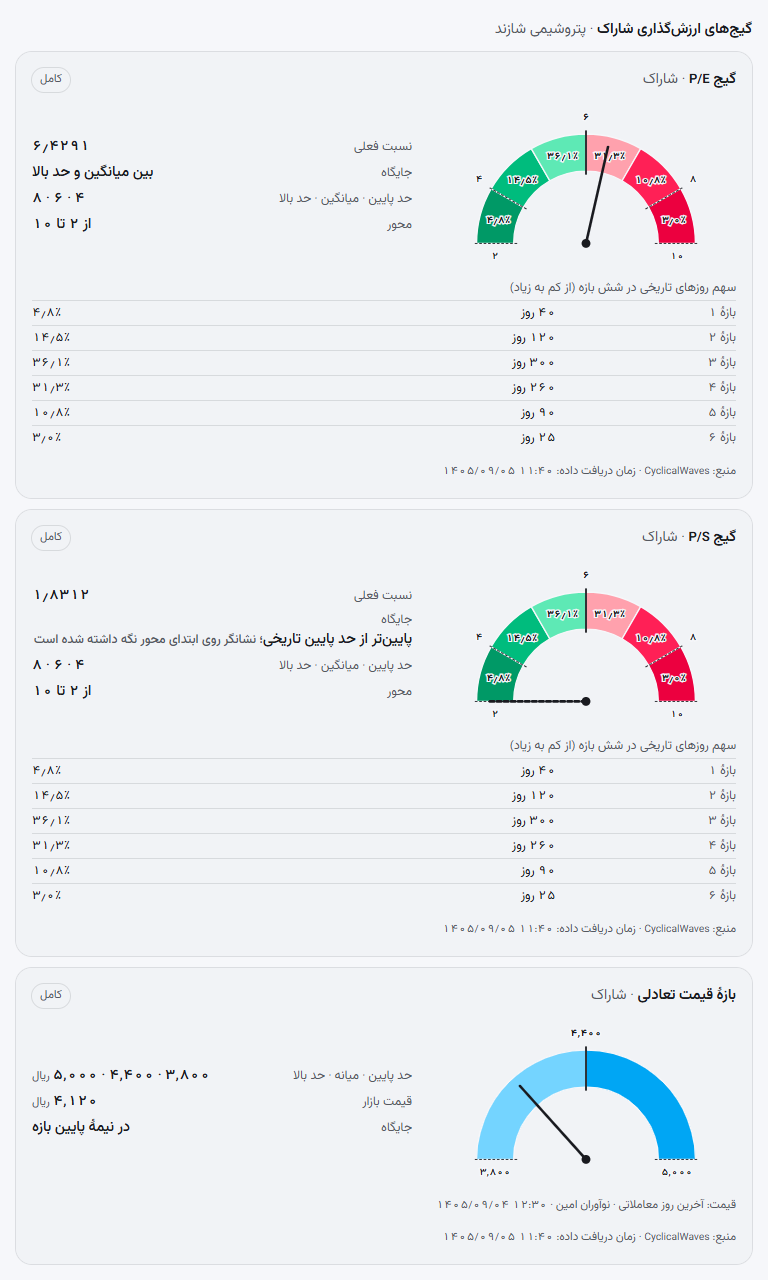 گیج‌های ارزش‌گذاری شاراک · پتروشیمی شازند
گیج P/E · شاراک
کامل
۶
۴
۸
۲
۱۰
۴٫۸٪
۱۴٫۵٪
۳۶٫۱٪
۳۱٫۳٪
۱۰٫۸٪
۳٫۰٪
نسبت فعلی ۶٫۴۲۹۱
جایگاه بین میانگین و حد بالا
حد پایین · میانگین · حد بالا ۴ · ۶ · ۸
محور از ۲ تا ۱۰
سهم روزهای تاریخی در شش بازه (از کم به زیاد)
بازهٔ ۱ ۴۰ روز ۴٫۸٪
بازهٔ ۲ ۱۲۰ روز ۱۴٫۵٪
بازهٔ ۳ ۳۰۰ روز ۳۶٫۱٪
بازهٔ ۴ ۲۶۰ روز ۳۱٫۳٪
بازهٔ ۵ ۹۰ روز ۱۰٫۸٪
بازهٔ ۶ ۲۵ روز ۳٫۰٪
منبع: CyclicalWaves · زمان دریافت داده: ۱۴۰۵/۰۹/۰۵ ۱۱:۴۰
گیج P/S · شاراک
کامل
۶
۴
۸
۲
۱۰
۴٫۸٪
۱۴٫۵٪
۳۶٫۱٪
۳۱٫۳٪
۱۰٫۸٪
۳٫۰٪
نسبت فعلی ۱٫۸۳۱۲
جایگاه
پایین‌تر از حد پایین تاریخی؛ نشانگر روی ابتدای محور نگه داشته شده است
حد پایین · میانگین · حد بالا ۴ · ۶ · ۸
محور از ۲ تا ۱۰
سهم روزهای تاریخی در شش بازه (از کم به زیاد)
بازهٔ ۱ ۴۰ روز ۴٫۸٪
بازهٔ ۲ ۱۲۰ روز ۱۴٫۵٪
بازهٔ ۳ ۳۰۰ روز ۳۶٫۱٪
بازهٔ ۴ ۲۶۰ روز ۳۱٫۳٪
بازهٔ ۵ ۹۰ روز ۱۰٫۸٪
بازهٔ ۶ ۲۵ روز ۳٫۰٪
منبع: CyclicalWaves · زمان دریافت داده: ۱۴۰۵/۰۹/۰۵ ۱۱:۴۰
بازهٔ قیمت تعادلی · شاراک
کامل
۴,۴۰۰
۳,۸۰۰
۵,۰۰۰
حد پایین · میانه · حد بالا ۳,۸۰۰ · ۴,۴۰۰ · ۵,۰۰۰ ریال
قیمت بازار ۴,۱۲۰ ریال
جایگاه در نیمهٔ پایین بازه
قیمت: آخرین روز معاملاتی · نوآوران امین · ۱۴۰۵/۰۹/۰۴ ۱۲:۳۰
منبع: CyclicalWaves · زمان دریافت داده: ۱۴۰۵/۰۹/۰۵ ۱۱:۴۰